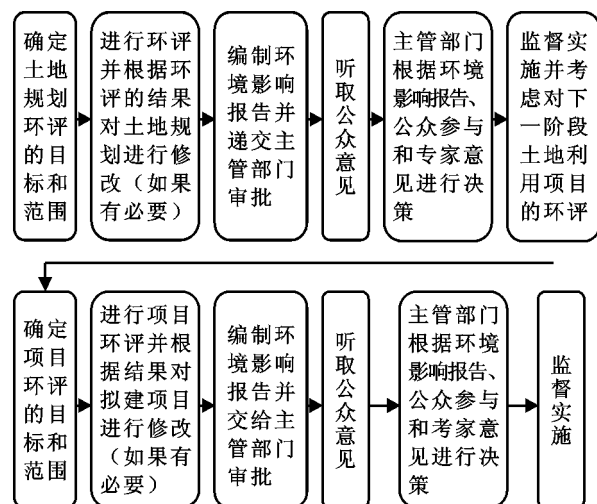 确定
土地
规划
环评
的目
标和
范围
进行环评
并根据环
评的结果
对土地规
划进行修
改（如果
有必要）
编制环
境影响
报告并
递交主
管部门
审批
听取公众意见
主管部门
根据环境
影响报告、
公众参与
和专家意
见进行决
策
监督实
施并考
虑对下
一阶段
土地利
用项目
的环评
确定
项目
环评
的目
标和
范围
进行项目
环评并根
据结果对
拟建项目
进行修改
（如果有
必要）
编制环
境影响
报告并
交给主
管部门
审批
听取公众意见
主管部门
根据环境
影响报告、
公众参与
和考家意
见进行决
策
监督实施